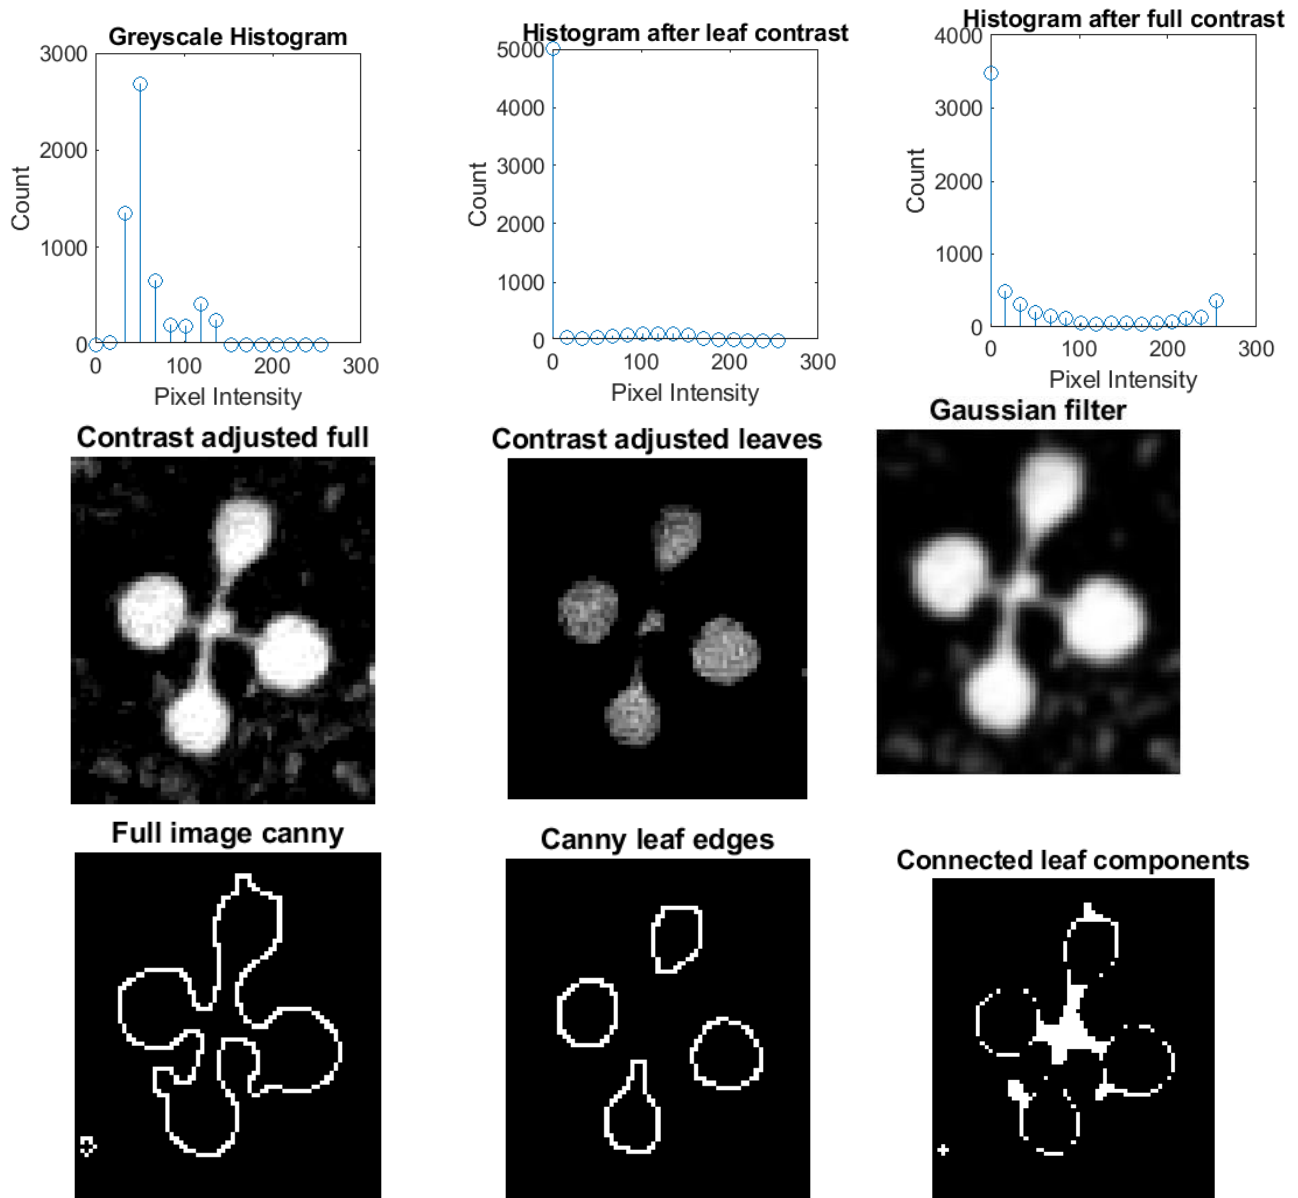 Greyscale Histogram
3000
2000
1000
0
0 100 200 300
Count
Pixel Intensity
Histogram after leaf contrast
5000
4000
3000
2000
1000
0
0 100 200 300
Count
Pixel Intensity
Histogram after full contrast
4000
3000
2000
1000
0
0 100 200 300
Count
Pixel Intensity
Contrast adjusted full
Contrast adjusted leaves
Gaussian filter
Full image canny
Canny leaf edges
Connected leaf components